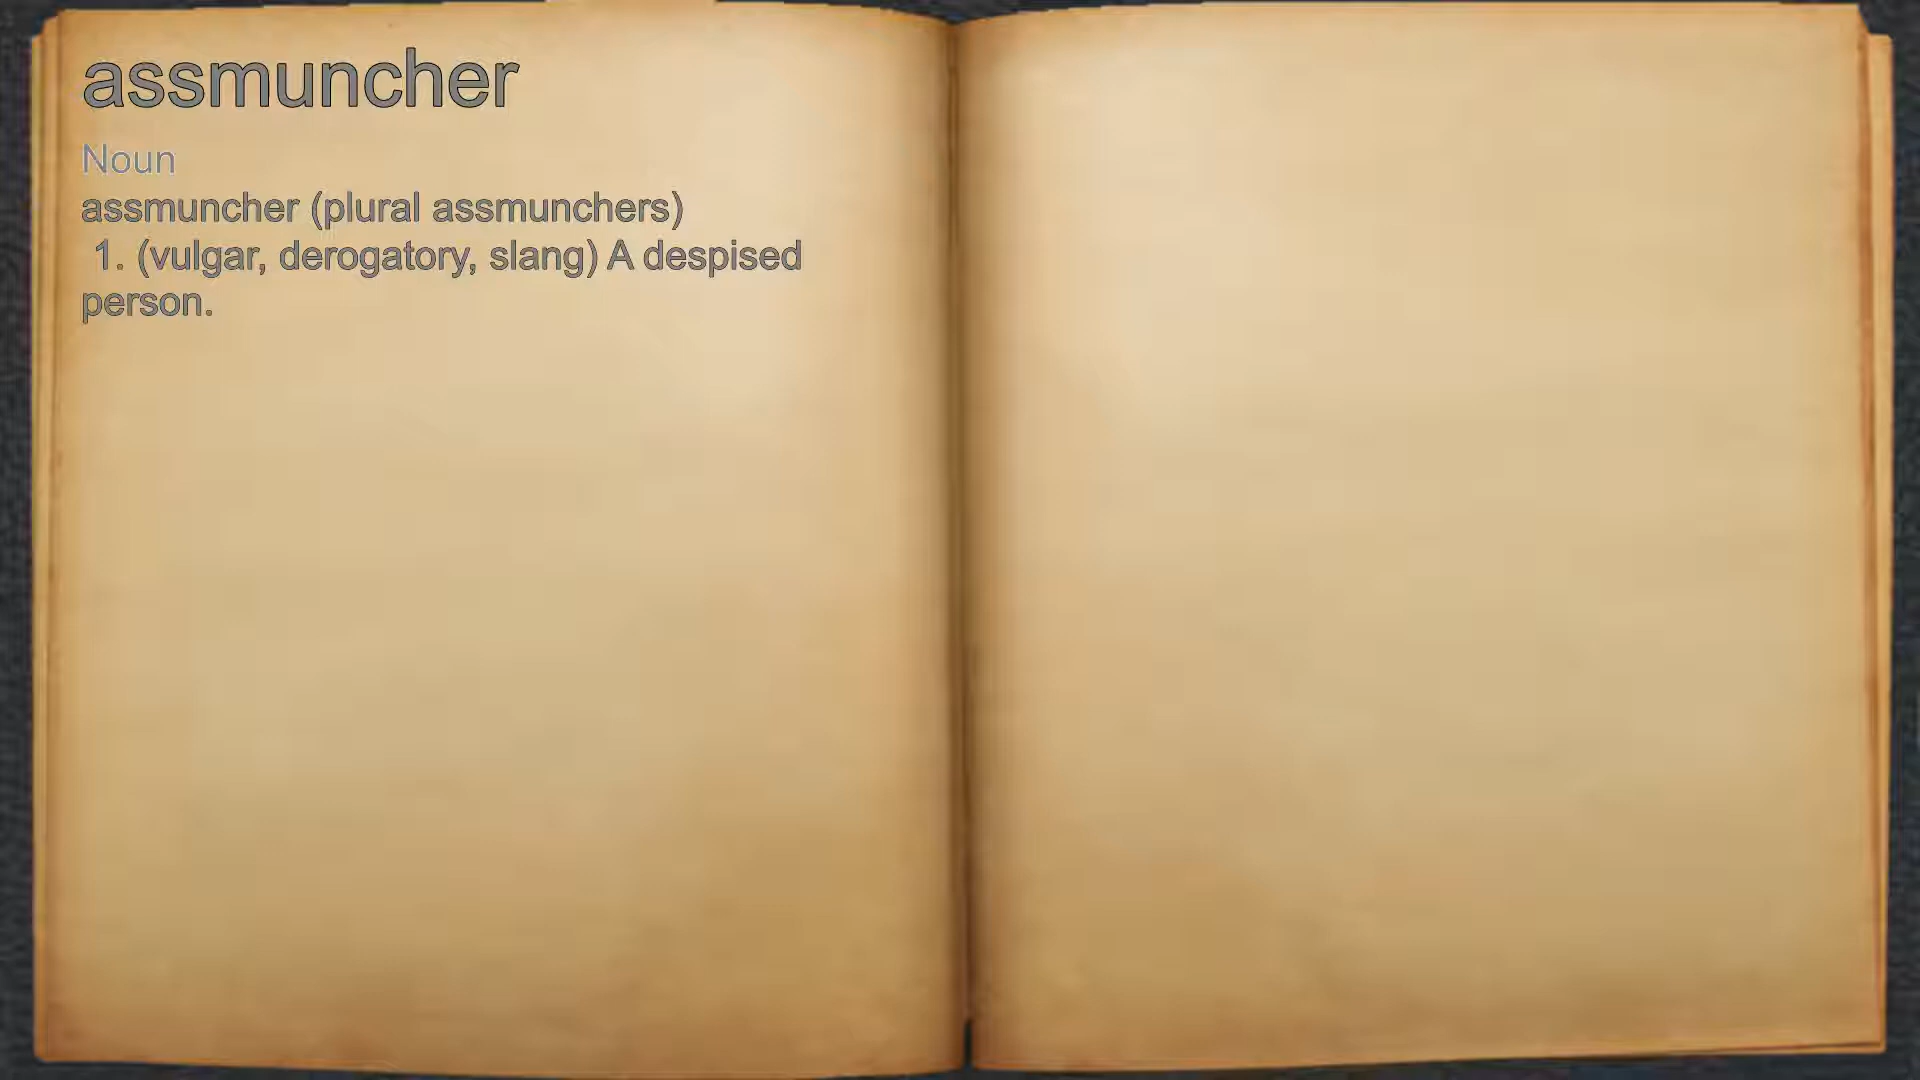 assmuncher
Noun
assmuncher (plural assmunchers)
1. (vulgar, derogatory, slang) A despised
person.